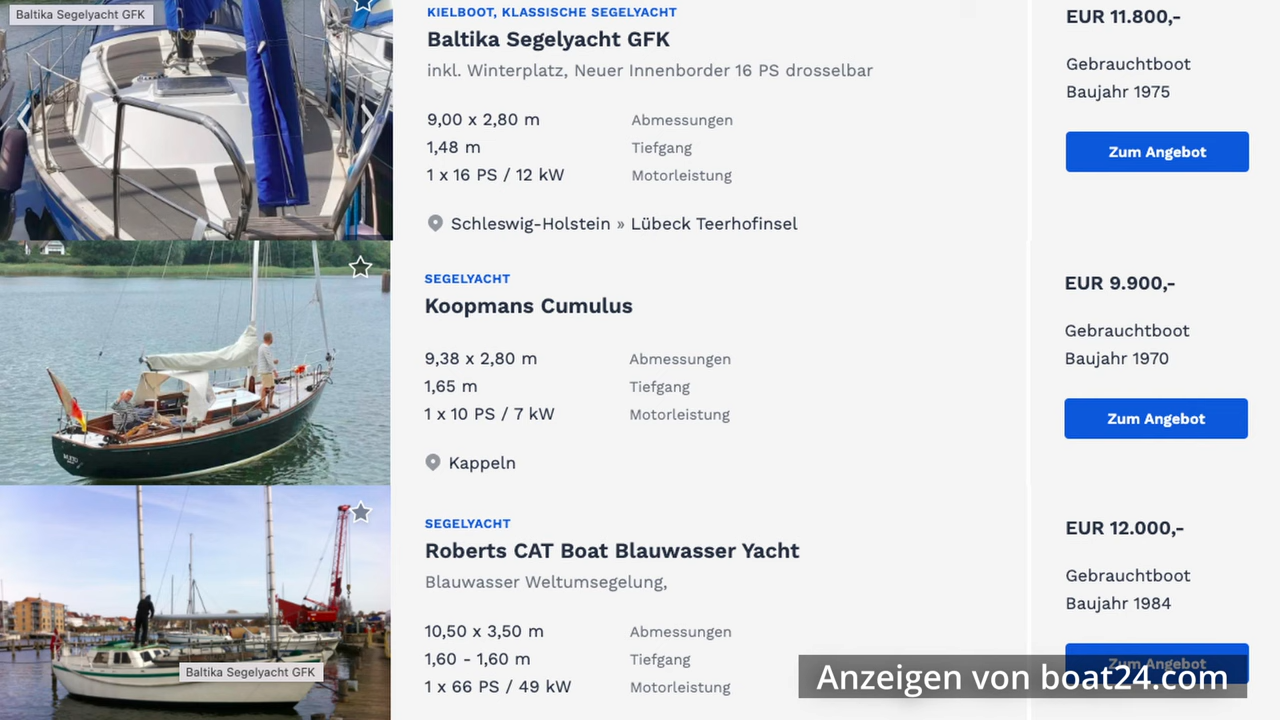 Baltika Segelyacht GFK
KIELBOOT, KLASSISCHE SEGELYACHT
Baltika Segelyacht GFK
inkl. Winterplatz, Neuer Innenborder 16 PS drosselbar
9,00 x 2,80 m Abmessungen
1,48 m Tiefgang
1 x 16 PS / 12 kW Motorleistung
Schleswig-Holstein » Lübeck Teerhofinsel
EUR 11.800,-
Gebrauchtboot
Baujahr 1975
Zum Angebot
SEGELYACHT
Koopmans Cumulus
9,38 x 2,80 m Abmessungen
1,65 m Tiefgang
1 x 10 PS / 7 kW Motorleistung
Kappeln
EUR 9.900,-
Gebrauchtboot
Baujahr 1970
Zum Angebot
SEGELYACHT
Roberts CAT Boat Blauwasser Yacht
Blauwasser Weltumsegelung,
10,50 x 3,50 m Abmessungen
1,60 - 1,60 m Tiefgang
1 x 66 PS / 49 kW Motorleistung
Baltika Segelyacht GFK
EUR 12.000,-
Gebrauchtboot
Baujahr 1984
Zum Angebot
Anzeigen von boat24.com